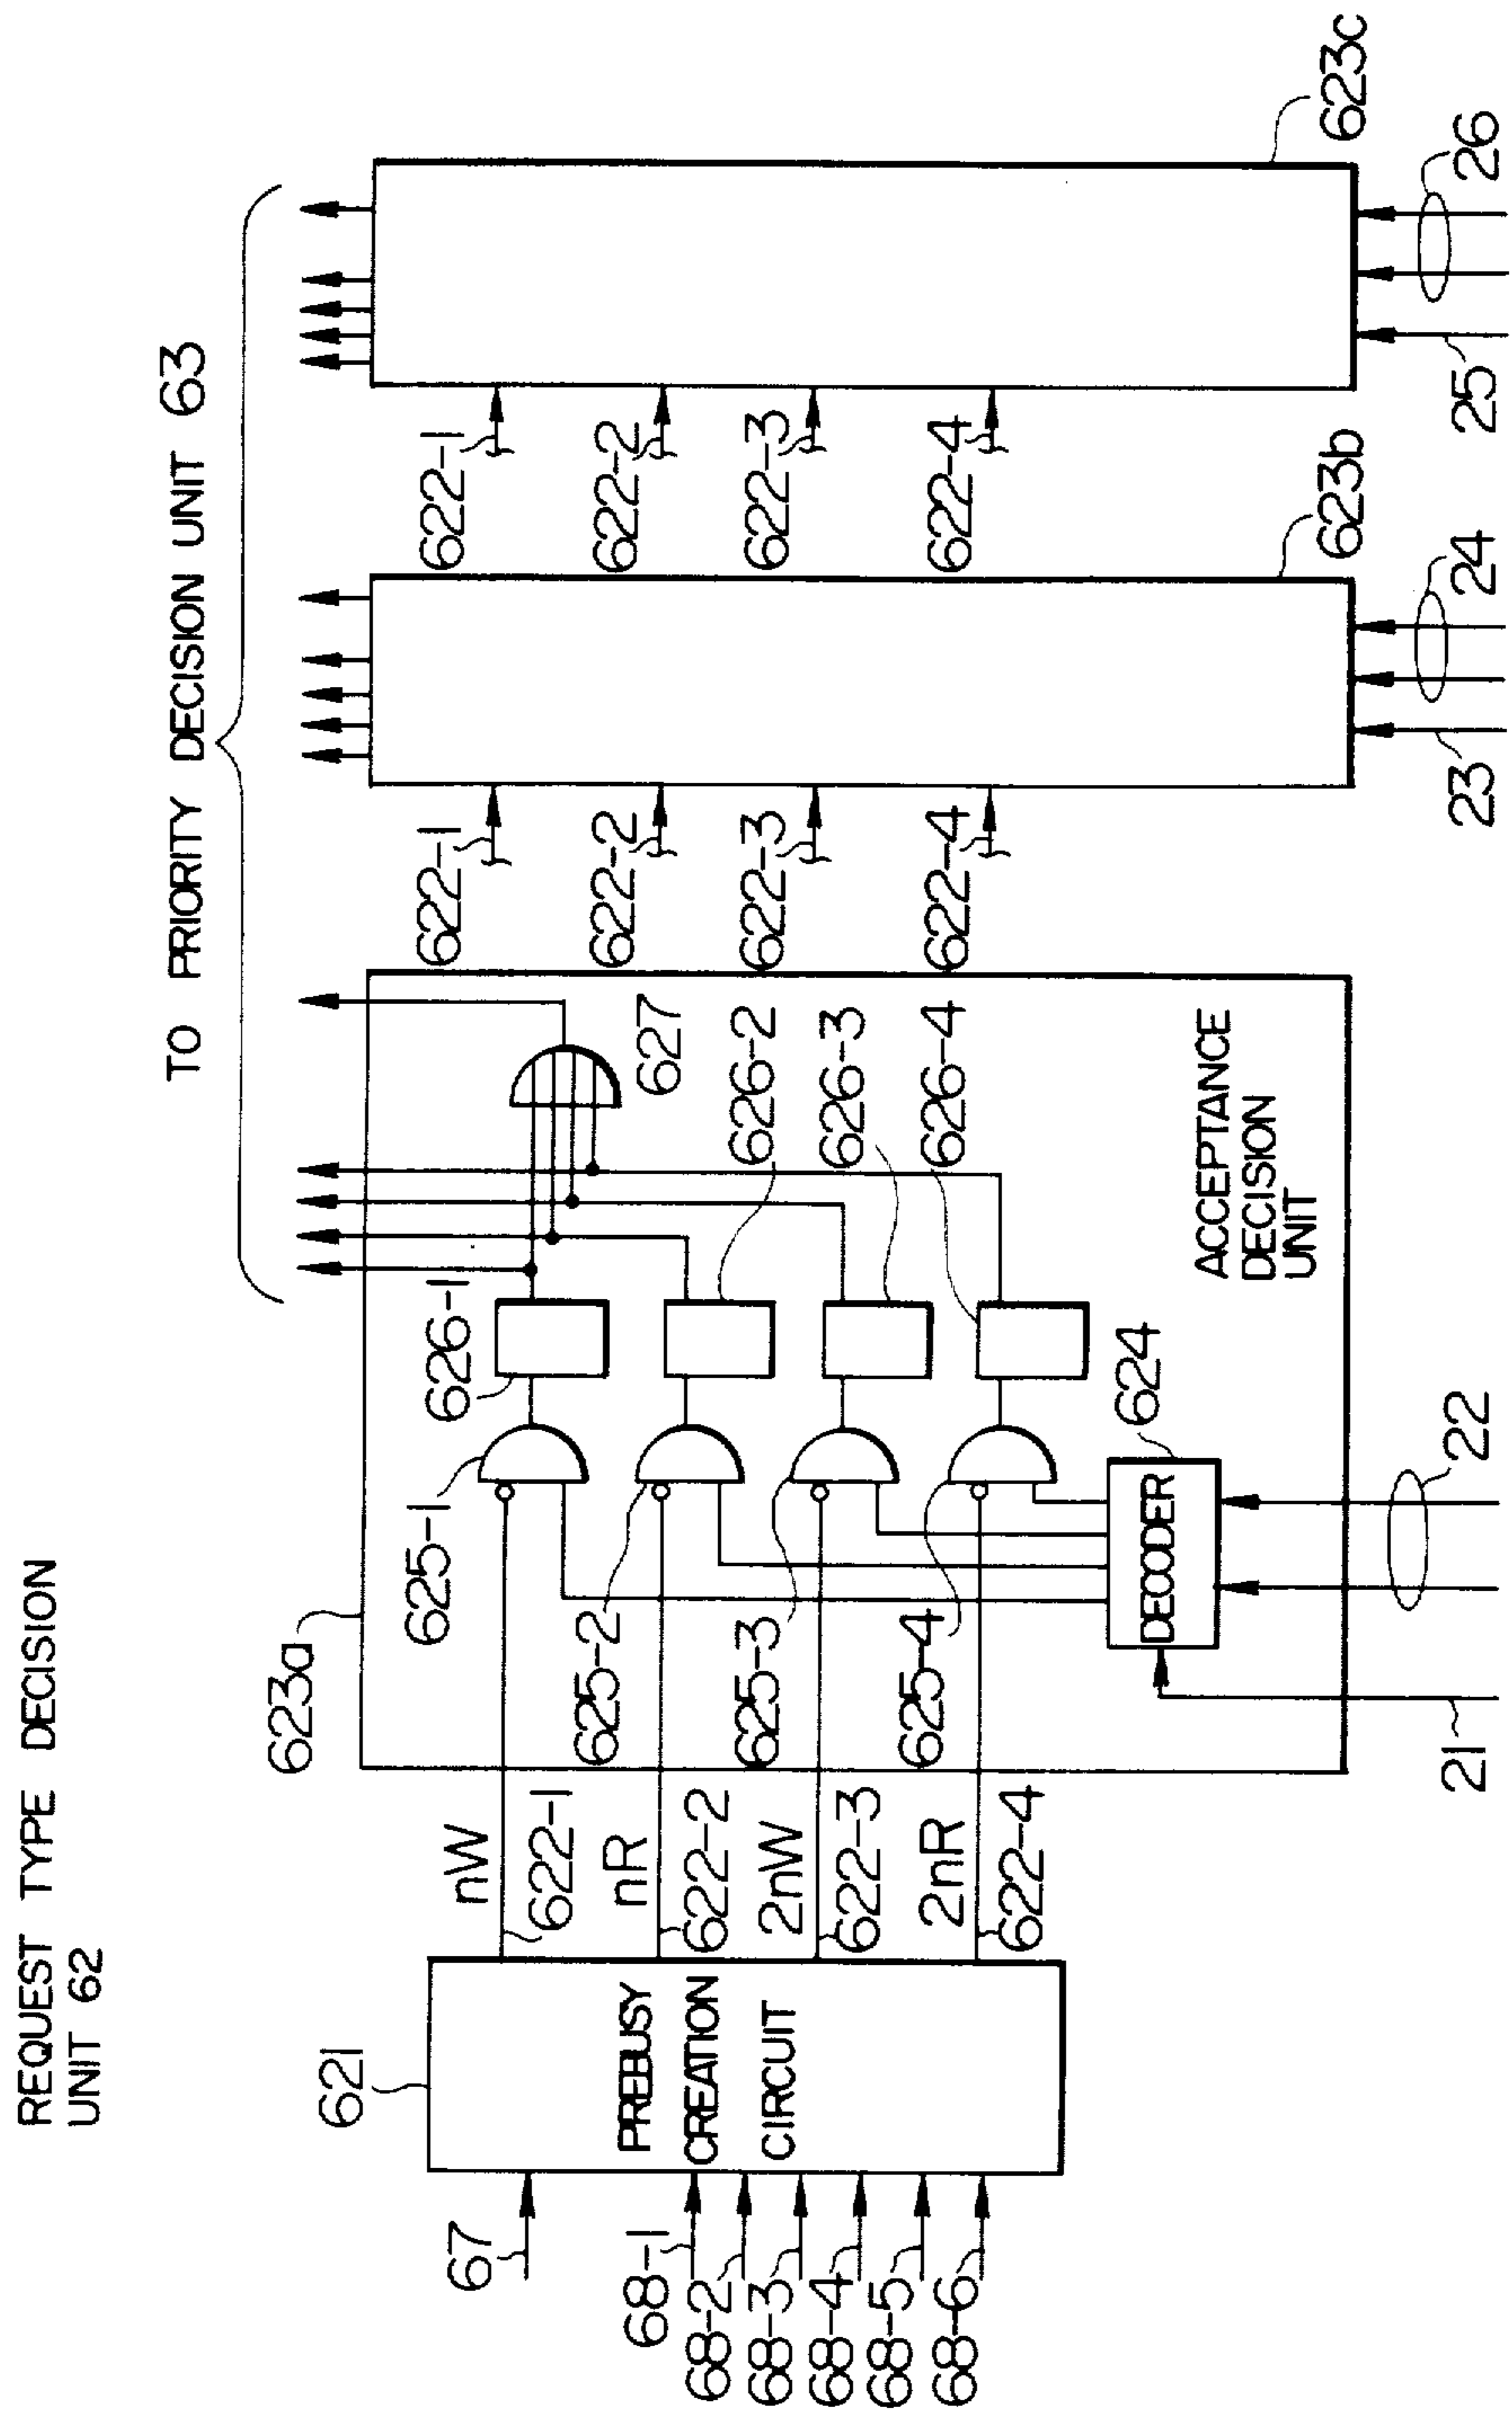 REQUEST TYPE DECISION
UNIT 62
TO PRIORITY DECISION UNIT 63
621
67
68-1
68-2
68-3
68-4
68-5
68-6
PREBUSY
CREATION
CIRCUIT
nW
622-1
nR
622-2
2nW
622-3
2nR
622-4
623a
625-1
625-2
625-3
625-4
626-1
626-2
626-3
626-4
627
624
DECODER
ACCEPTANCE
DECISION
UNIT
21
22
622-1
622-2
622-3
622-4
623b
23
24
622-1
622-2
622-3
622-4
623c
25
26